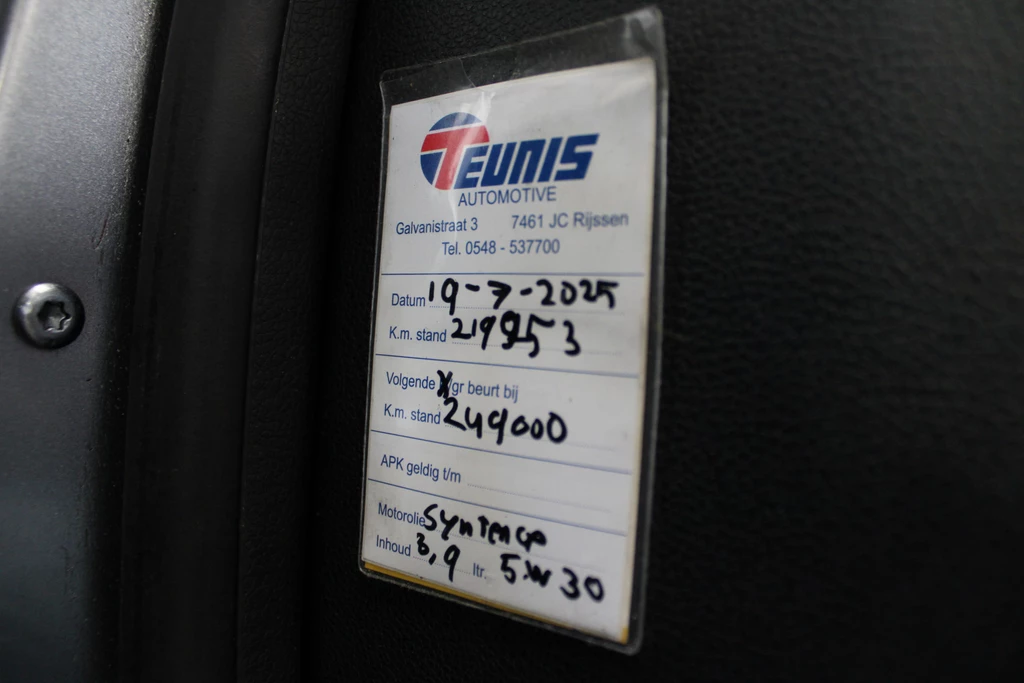 TEUNIS
AUTOMOTIVE
Galvanistraat 3 7461 JC Rijssen
Tel. 0548 - 537700
Datum 19-7-2025
K.m. stand 219953
Volgende /gr beurt bij
K.m. stand 249000
APK geldig t/m
Motorolie
Inhoud 3,9 ltr. 5w30